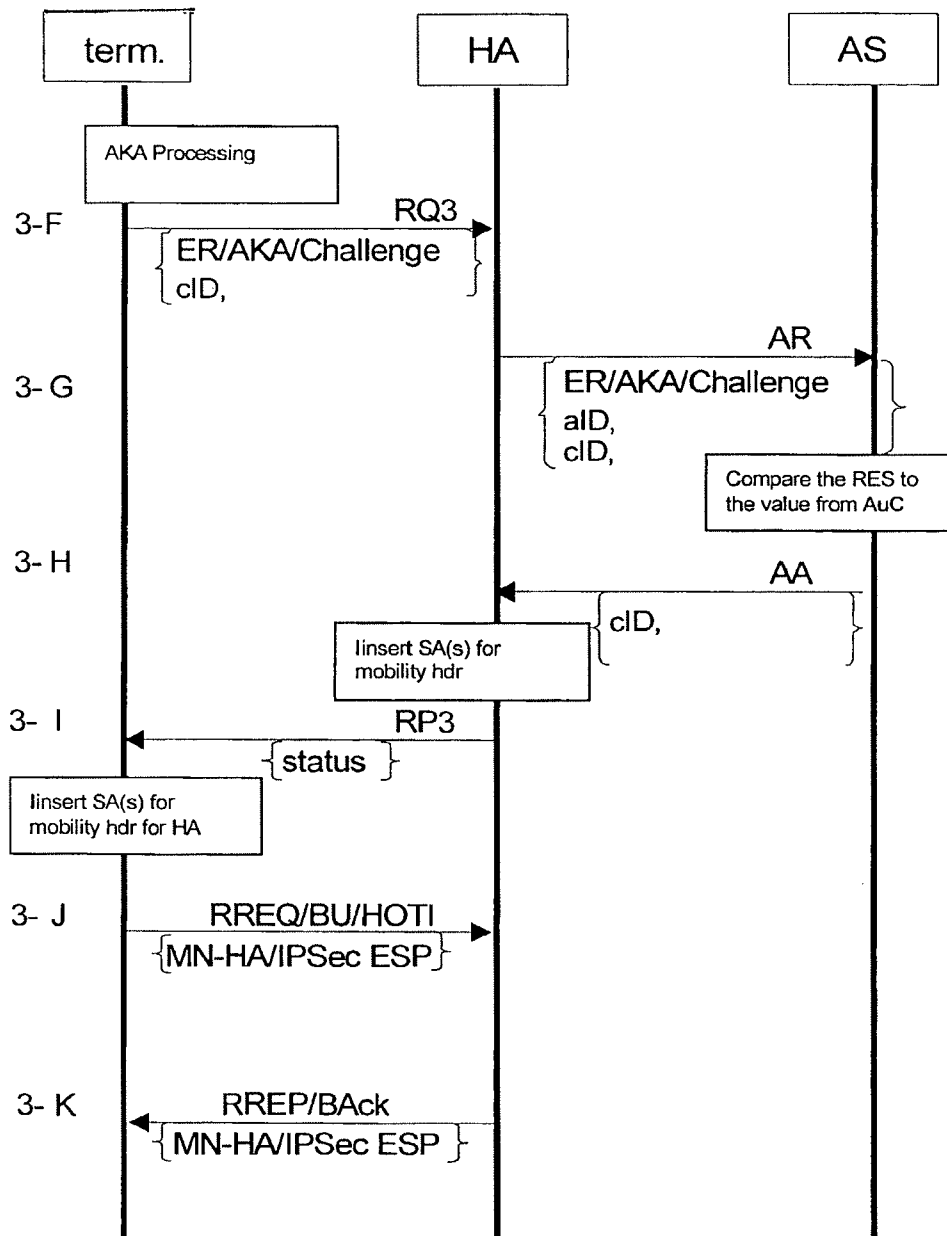 term.
HA
AS
AKA Processing
3-F
RQ3
ER/AKA/Challenge
cID,
AR
3- G
ER/AKA/Challenge
aID,
cID,
Compare the RES to
the value from AuC
3- H
AA
cID,
Iinsert SA(s) for
mobility hdr
3- I
RP3
status
Iinsert SA(s) for
mobility hdr for HA
3- J
RREQ/BU/HOTI
MN-HA/IPSec ESP
3- K
RREP/BAck
MN-HA/IPSec ESP